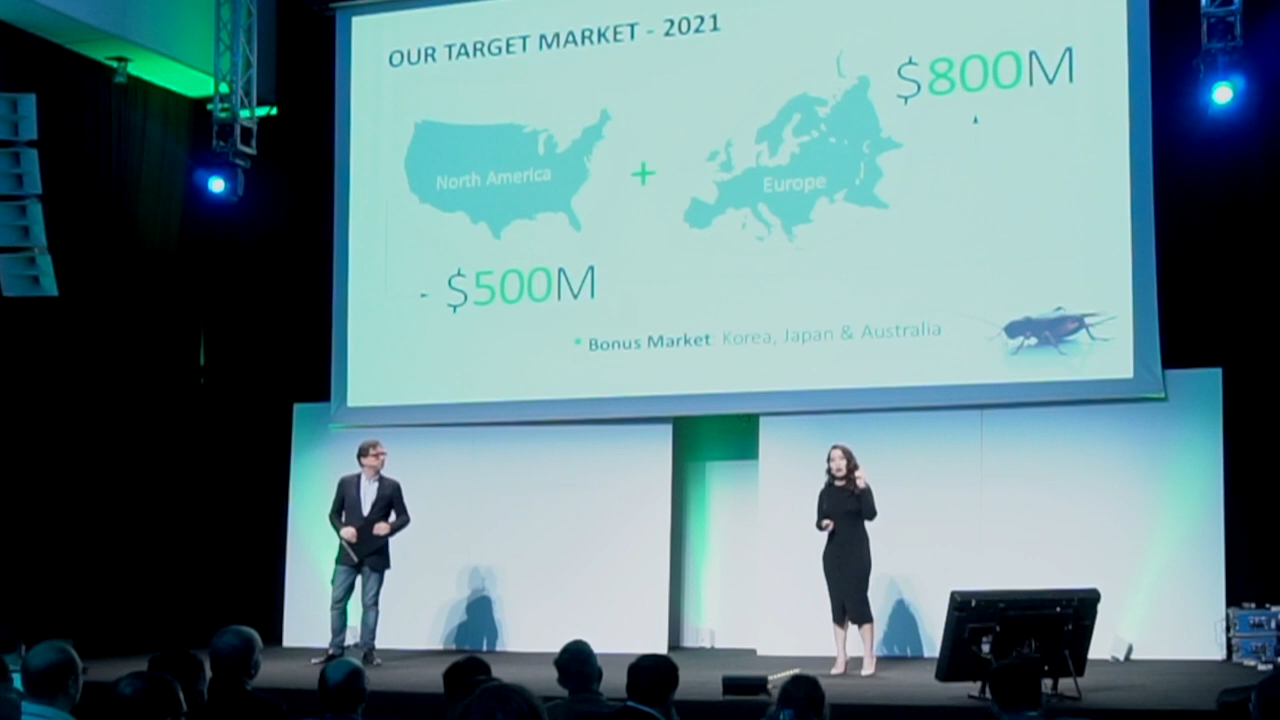 OUR TARGET MARKET - 2021
$800M
North America
+
Europe
- $500M
* Bonus Market: Korea, Japan & Australia